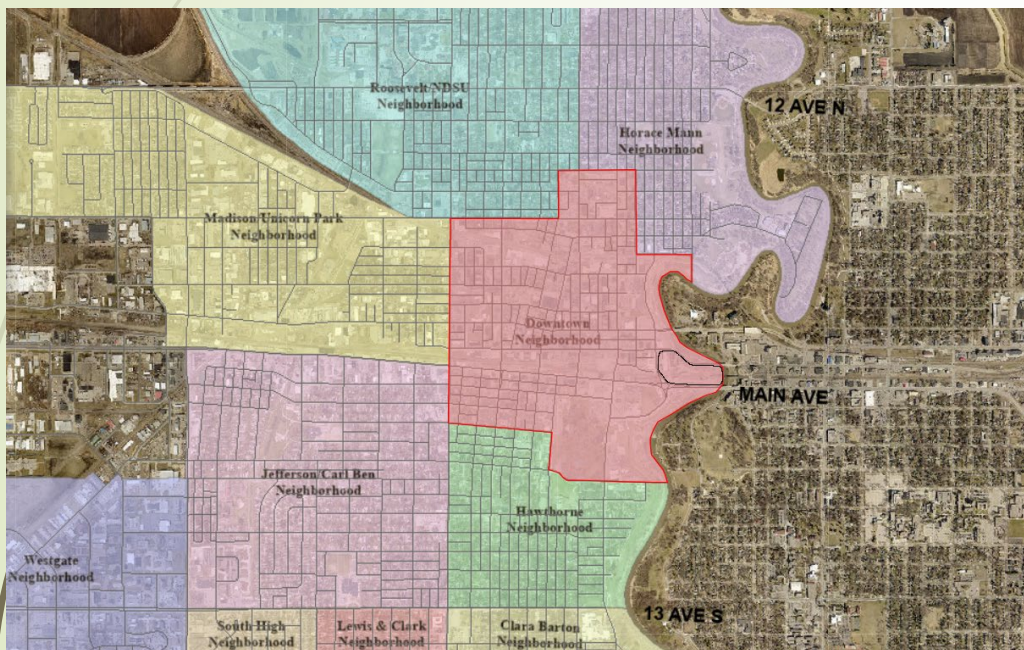 Roosevelt/NDSU
Neighborhood
12 AVE N
Horace Mann
Neighborhood
Madison/Unicorn Park
Neighborhood
Downtown
Neighborhood
MAIN AVE
Jefferson/Carl Ben
Neighborhood
Hawthorne
Neighborhood
Westgate
Neighborhood
13 AVE S
South High
Neighborhood
Lewis & Clark
Neighborhood
Clara Barton
Neighborhood